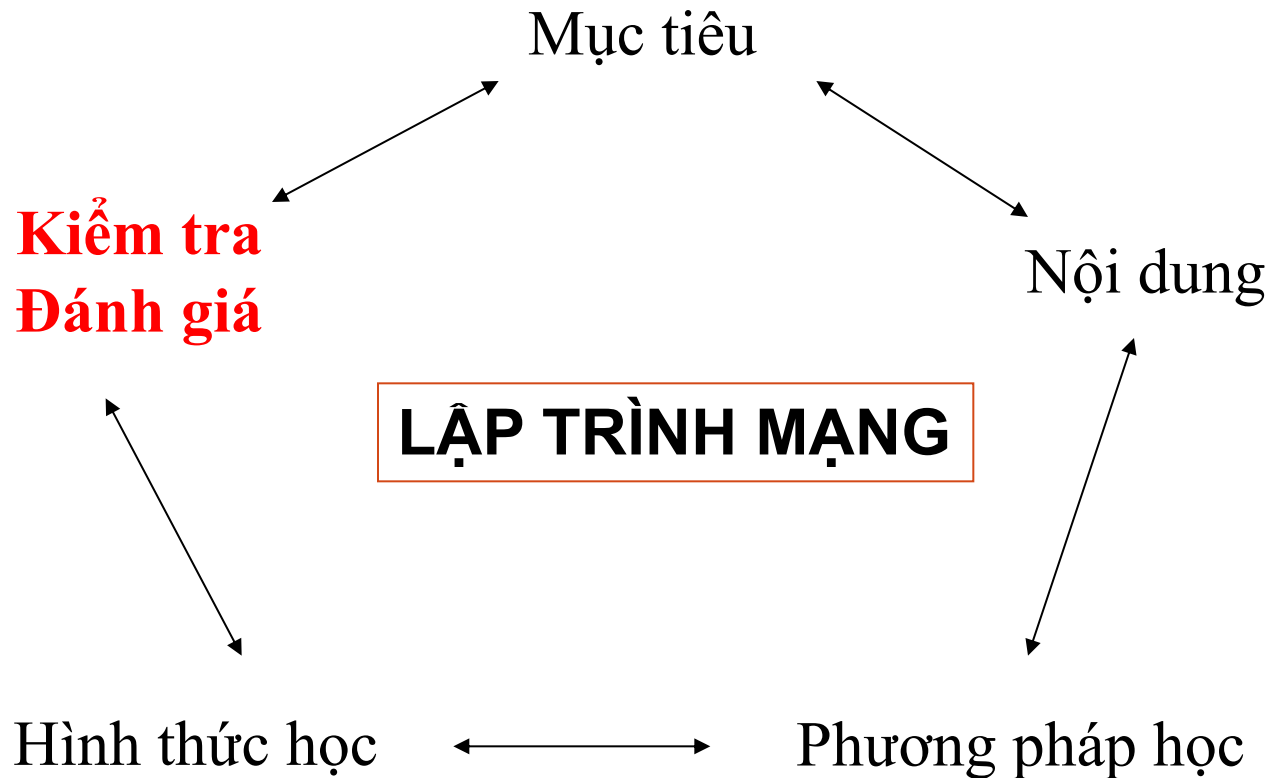 Mục tiêu
Kiểm tra
Đánh giá
Nội dung
LẬP TRÌNH MẠNG
Hình thức học
Phương pháp học